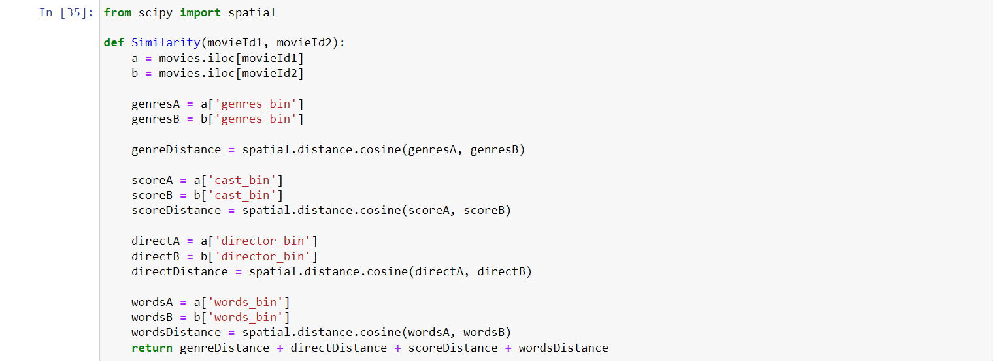 In [35]: from scipy import spatial
def Similarity(movieId1, movieId2):
    a = movies.iloc[movieId1]
    b = movies.iloc[movieId2]
    genresA = a['genres_bin']
    genresB = b['genres_bin']
    genreDistance = spatial.distance.cosine(genresA, genresB)
    scoreA = a['cast_bin']
    scoreB = b['cast_bin']
    scoreDistance = spatial.distance.cosine(scoreA, scoreB)
    directA = a['director_bin']
    directB = b['director_bin']
    directDistance = spatial.distance.cosine(directA, directB)
    wordsA = a['words_bin']
    wordsB = b['words_bin']
    wordsDistance = spatial.distance.cosine(wordsA, wordsB)
    return genreDistance + directDistance + scoreDistance + wordsDistance